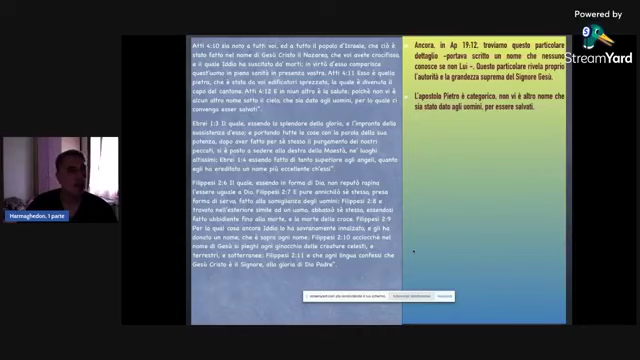 Powered by
StreamYard
Atti 4:10 sia noto a tutti voi, ed a tutto il popolo d'Israele, che ciò è
stato fatto nel nome di Gesù Cristo il Nazareo, che voi avete crocifisso,
e il quale Iddio ha suscitato da' morti; in virtù d'esso comparisce
quest'uomo in piena sanità in presenza vostra. Atti 4:11 Esso è quella
pietra, che è stata da voi edificatori sprezzata, la quale è divenuta il
capo del cantone. Atti 4:12 E in niun altro è la salute; poichè non vi è
alcun altro nome sotto il cielo, che sia dato agli uomini, per lo quale ci
convenga esser salvati".
Ebrei 1:3 Il quale, essendo lo splendore della gloria, e l'impronta della
sussistenza d'esso; e portando tutte le cose con la parola della sua
potenza, dopo aver fatto per sè stesso il purgamento dei nostri
peccati, si è posto a sedere alla destra della Maestà, ne' luoghi
altissimi; Ebrei 1:4 essendo fatto di tanto superiore agli angeli, quanto
egli ha ereditato un nome più eccellente ch'essi".
Filippesi 2:6 Il quale, essendo in forma di Dio, non reputò rapina
l'essere uguale a Dio. Filippesi 2:7 E pure annichilò sè stesso, presa
forma di servo, fatto alla somiglianza degli uomini; Filippesi 2:8 e
trovato nell'esteriore simile ad un uomo, abbassò sè stesso, essendosi
fatto ubbidiente fino alla morte, e la morte della croce. Filippesi 2:9
Per la qual cosa ancora Iddio lo ha sovranamente innalzato, e gli ha
donato un nome, che è sopra ogni nome; Filippesi 2:10 acciocchè nel
nome di Gesù si pieghi ogni ginocchio delle creature celesti, e
terrestri, e sotterranee; Filippesi 2:11 e che ogni lingua confessi che
Gesù Cristo è il Signore, alla gloria di Dio Padre".
Ancora, in Ap 19:12, troviamo questo particolare
dettaglio «portava scritto un nome che nessuno
conosce se non Lui ». Questo particolare rivela proprio
l'autorità e la grandezza suprema del Signore Gesù.
L'apostolo Pietro è categorico, non vi è altro nome che
sia stato dato agli uomini, per essere salvati.
Harmaghedon, 1 parte